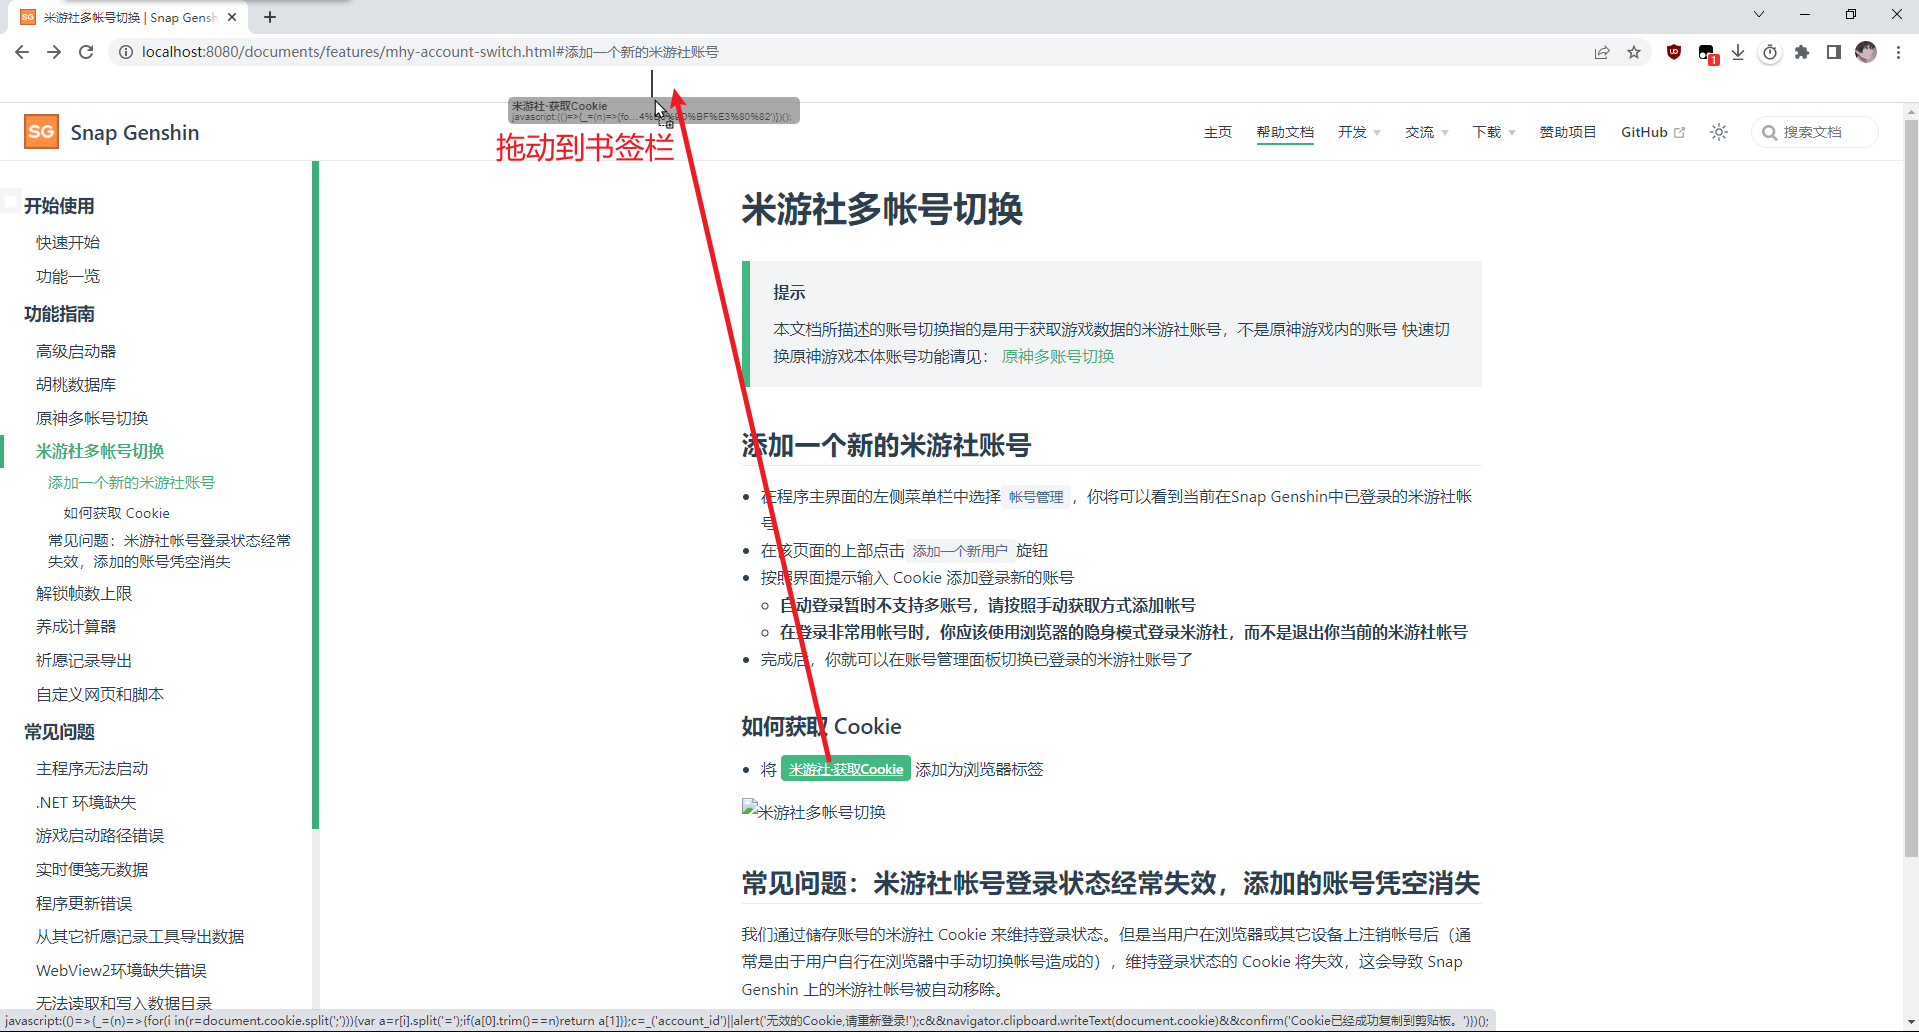 米游社多帐号切换 | Snap Gensh
localhost:8080/documents/features/mhy-account-switch.html#添加一个新的米游社账号
1
米游社-获取Cookie
javascript:(()=>{_=(n)=>{fo...4%
%BF%E3%80%82')})();
拖动到书签栏
SG Snap Genshin
主页 帮助文档 开发 交流 下载 赞助项目 GitHub 搜索文档
开始使用
快速开始
功能一览
功能指南
高级启动器
胡桃数据库
原神多帐号切换
米游社多帐号切换
添加一个新的米游社账号
如何获取 Cookie
常见问题：米游社帐号登录状态经常
失效，添加的账号凭空消失
解锁帧数上限
养成计算器
祈愿记录导出
自定义网页和脚本
常见问题
主程序无法启动
.NET 环境缺失
游戏启动路径错误
实时便笺无数据
程序更新错误
从其它祈愿记录工具导出数据
WebView2环境缺失错误
无法读取和写入数据目录
米游社多帐号切换
提示
本文档所描述的账号切换指的是用于获取游戏数据的米游社账号，不是原神游戏内的账号 快速切
换原神游戏本体账号功能请见： 原神多账号切换
添加一个新的米游社账号
在程序主界面的左侧菜单栏中选择 帐号管理 ，你将可以看到当前在Snap Genshin中已登录的米游社帐
号
在该页面的上部点击 添加一个新用户 旋钮
按照界面提示输入 Cookie 添加登录新的账号
自动登录暂时不支持多账号，请按照手动获取方式添加帐号
在登录非常用帐号时，你应该使用浏览器的隐身模式登录米游社，而不是退出你当前的米游社帐号
完成后，你就可以在账号管理面板切换已登录的米游社账号了
如何获取 Cookie
将 米游社-获取Cookie 添加为浏览器标签
米游社多帐号切换
常见问题：米游社帐号登录状态经常失效，添加的账号凭空消失
我们通过储存账号的米游社 Cookie 来维持登录状态。但是当用户在浏览器或其它设备上注销帐号后（通
常是由于用户自行在浏览器中手动切换帐号造成的），维持登录状态的 Cookie 将失效，这会导致 Snap
Genshin 上的米游社帐号被自动移除。
javascript:(()=>{_=(n)=>{for(i in(r=document.cookie.split(';'))){var a=r[i].split('=');if(a[0].trim()==n)return a[1]}};c=_('account_id')||alert('无效的Cookie,请重新登录!');c&&navigator.clipboard.writeText(document.cookie)&&confirm('Cookie已经成功复制到剪贴板。')})();